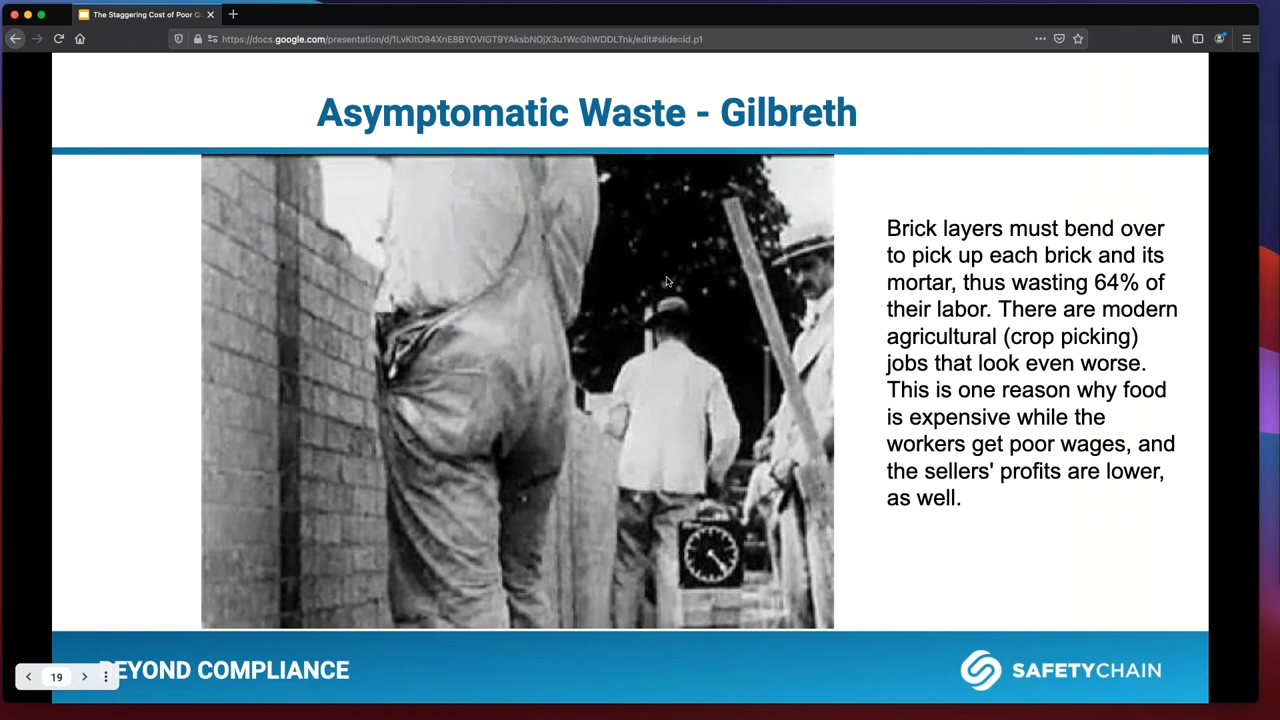 The Staggering Cost of Poor Q
https://docs.google.com/presentation/d/1LvKltO94XnE8BYOVIGT9YAksbNOjX3u1WcGhWDDLTnk/edit#slide=id.p1
Asymptomatic Waste - Gilbreth
Brick layers must bend over
to pick up each brick and its
mortar, thus wasting 64% of
their labor. There are modern
agricultural (crop picking)
jobs that look even worse.
This is one reason why food
is expensive while the
workers get poor wages, and
the sellers' profits are lower,
as well.
BEYOND COMPLIANCE
19
SAFETYCHAIN